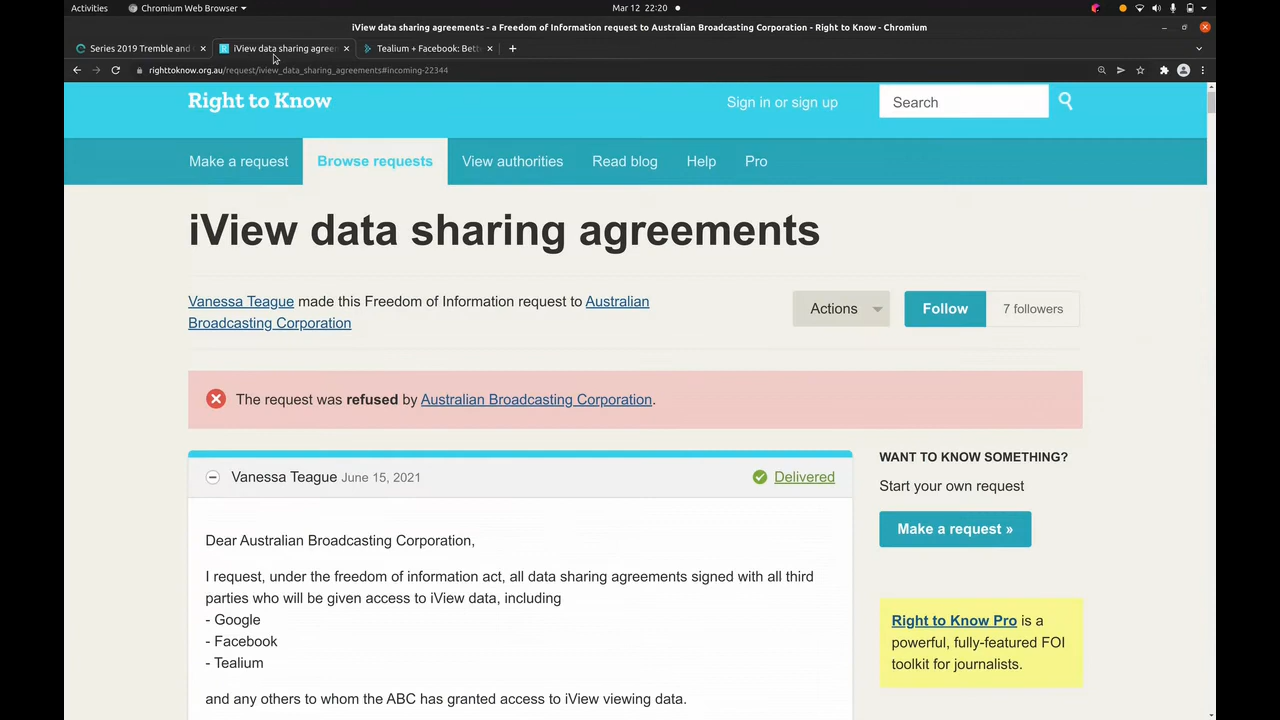 Activities
Chromium Web Browser
Mar 12 22:20
iView data sharing agreements - a Freedom of Information request to Australian Broadcasting Corporation - Right to Know - Chromium
Series 2019 Tremble and
iView data sharing agreen
Tealium + Facebook: Bett
righttoknow.org.au/request/iview_data_sharing_agreements#incoming-22344
Right to Know
Sign in or sign up
Search
Make a request
Browse requests
View authorities
Read blog
Help
Pro
iView data sharing agreements
Vanessa Teague made this Freedom of Information request to Australian
Broadcasting Corporation
Actions
Follow
7 followers
The request was refused by Australian Broadcasting Corporation.
Vanessa Teague June 15, 2021
Delivered
Dear Australian Broadcasting Corporation,
I request, under the freedom of information act, all data sharing agreements signed with all third
parties who will be given access to iView data, including
- Google
- Facebook
- Tealium
and any others to whom the ABC has granted access to iView viewing data.
WANT TO KNOW SOMETHING?
Start your own request
Make a request »
Right to Know Pro is a
powerful, fully-featured FOI
toolkit for journalists.